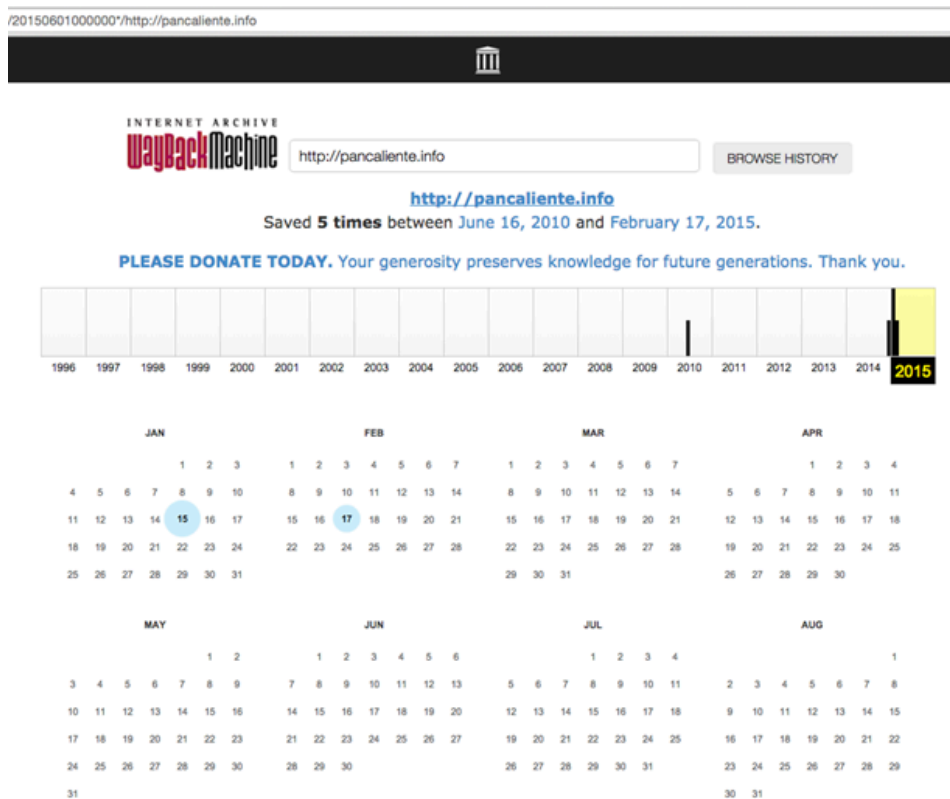 /20150601000000*/http://pancaliente.info
INTERNET ARCHIVE
WayBackMachine
http://pancaliente.info
BROWSE HISTORY
http://pancaliente.info
Saved 5 times between June 16, 2010 and February 17, 2015.
PLEASE DONATE TODAY. Your generosity preserves knowledge for future generations. Thank you.
1996 1997 1998 1999 2000 2001 2002 2003 2004 2005 2006 2007 2008 2009 2010 2011 2012 2013 2014 2015
JAN FEB MAR APR
1 2 3 1 2 3 4 5 6 7 1 2 3 4 5 6 7 1 2 3 4
4 5 6 7 8 9 10 8 9 10 11 12 13 14 8 9 10 11 12 13 14 5 6 7 8 9 10 11
11 12 13 14 15 16 17 15 16 17 18 19 20 21 15 16 17 18 19 20 21 12 13 14 15 16 17 18
18 19 20 21 22 23 24 22 23 24 25 26 27 28 22 23 24 25 26 27 28 19 20 21 22 23 24 25
25 26 27 28 29 30 31 29 30 31 26 27 28 29 30
MAY JUN JUL AUG
1 2 1 2 3 4 5 6 1 2 3 4 1
3 4 5 6 7 8 9 7 8 9 10 11 12 13 5 6 7 8 9 10 11 2 3 4 5 6 7 8
10 11 12 13 14 15 16 14 15 16 17 18 19 20 12 13 14 15 16 17 18 9 10 11 12 13 14 15
17 18 19 20 21 22 23 21 22 23 24 25 26 27 19 20 21 22 23 24 25 16 17 18 19 20 21 22
24 25 26 27 28 29 30 28 29 30 26 27 28 29 30 31 23 24 25 26 27 28 29
31 30 31